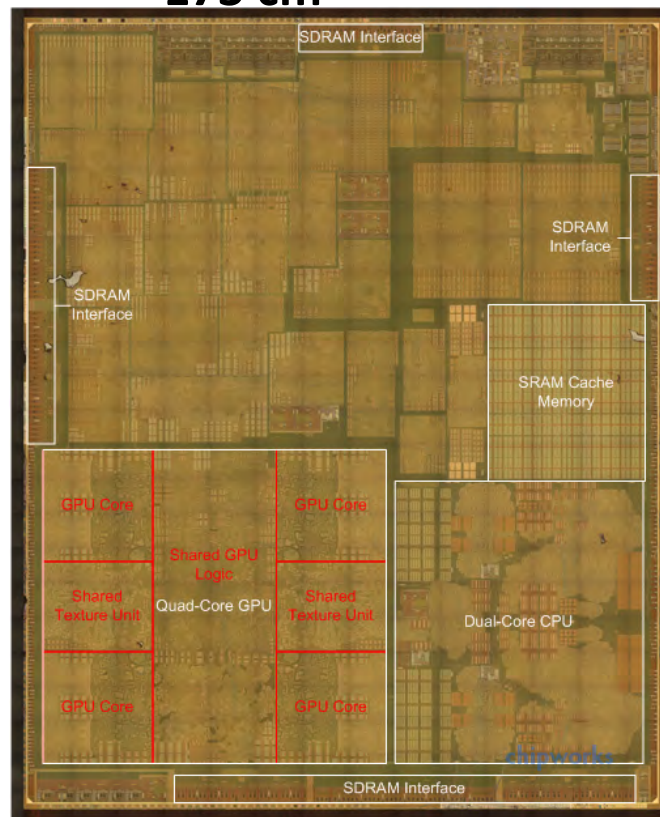 cm
SDRAM Interface
SDRAM
Interface
SDRAM
Interface
SRAM Cache
Memory
GPU Core
GPU Core
Shared GPU
Logic
Shared
Texture Unit
Quad-Core GPU
Shared
Texture Unit
Dual-Core CPU
GPU Core
GPU Core
chipworks
SDRAM Interface